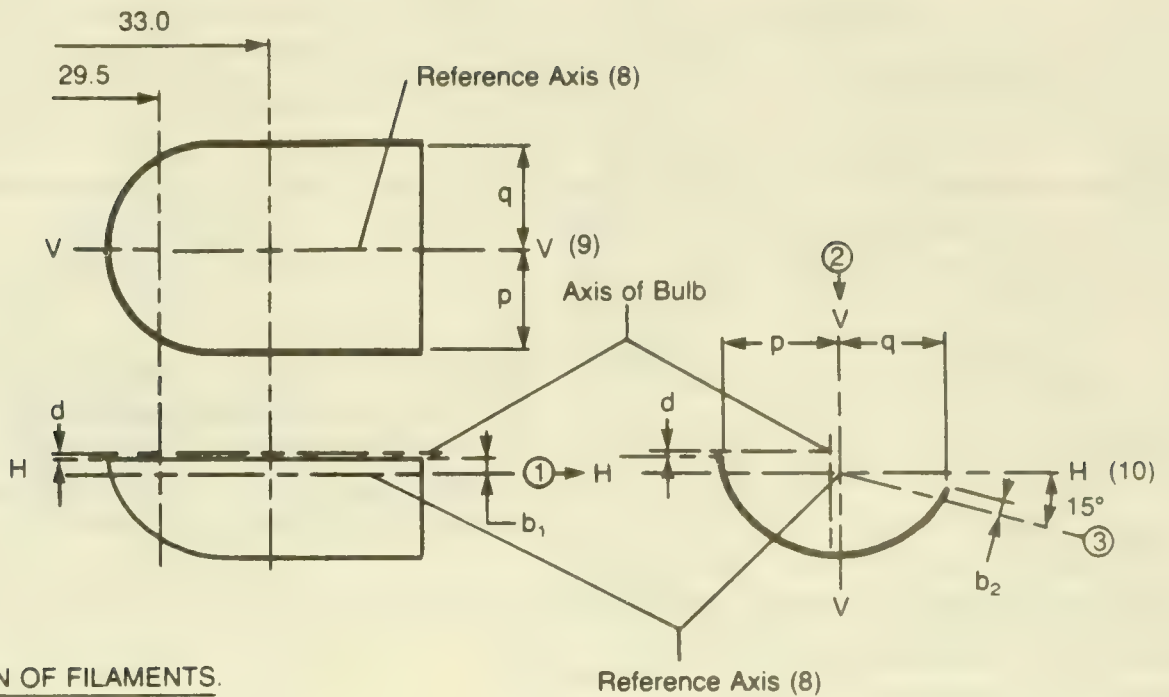 33.0
29.5
Reference Axis (8)
q
V V (9)
p
Axis of Bulb
②
V
p q
d d
H ① H H (10)
15°
b₁
③
b₂
V
N OF FILAMENTS.
Reference Axis (8)